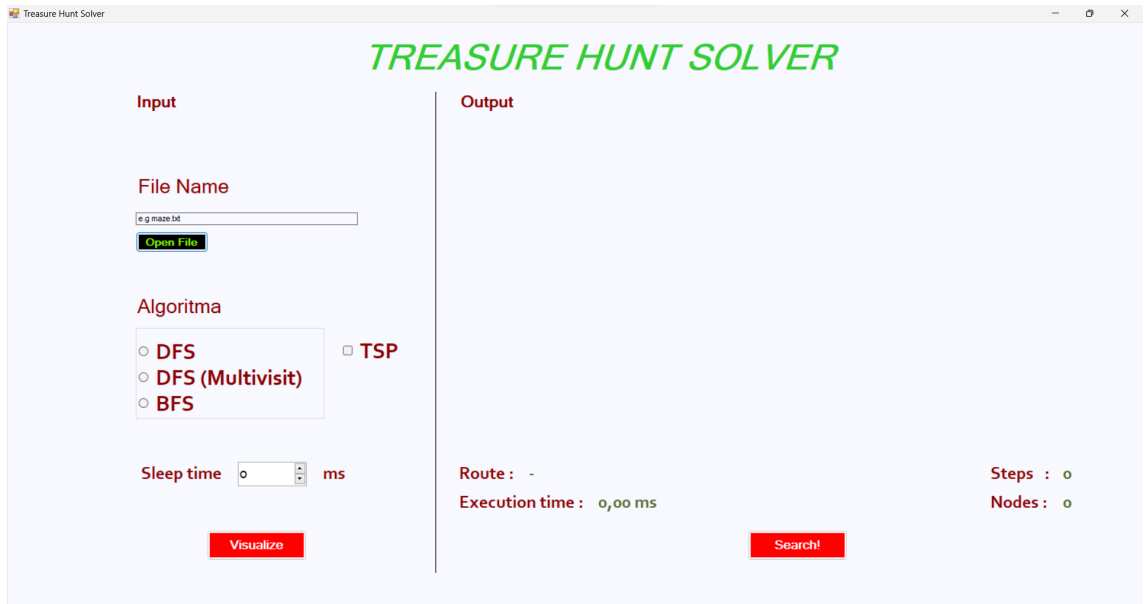 Treasure Hunt Solver
TREASURE HUNT SOLVER
Input
File Name
e.g maze.txt
Open File
Algoritma
DFS
DFS (Multivisit)
BFS
TSP
Sleep time 0 ms
Visualize
Output
Route : -
Execution time : 0,00 ms
Steps : 0
Nodes : 0
Search!